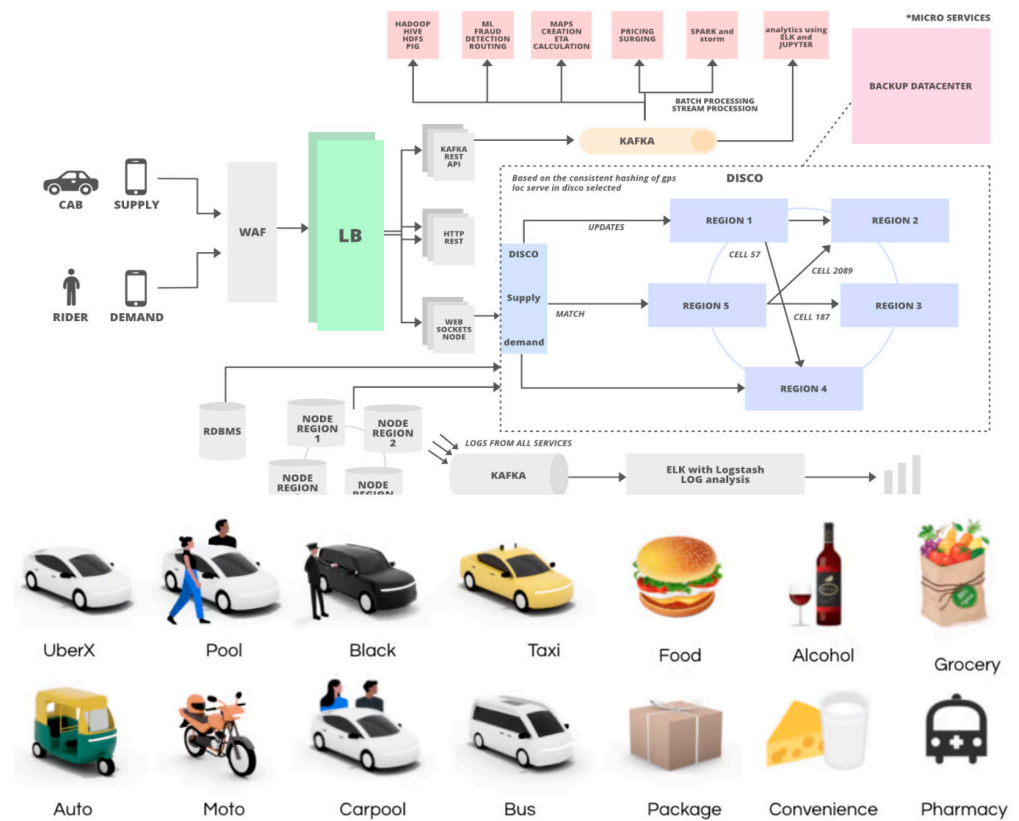 HADOOP
HIVE
HDFS
PIG
ML
FRAUD
DETECTION
ROUTING
MAPS
CREATION
ETA
CALCULATION
PRICING
SURGING
SPARK and
storm
analytics using
ELK and
JUPYTER
*MICRO SERVICES
BACKUP DATACENTER
BATCH PROCESSING
STREAM PROCESSION
KAFKA
KAFKA
REST
API
CAB
SUPPLY
WAF
LB
HTTP
REST
RIDER
DEMAND
WEB
SOCKETS
NODE
Based on the consistent hashing of gps
loc serve in disco selected
DISCO
DISCO
Supply
demand
UPDATES
MATCH
REGION 1
REGION 2
CELL 57
CELL 2089
REGION 5
REGION 3
CELL 187
REGION 4
RDBMS
NODE
REGION
1
NODE
REGION
2
NODE
REGION
NODE
REGION
LOGS FROM ALL SERVICES
KAFKA
ELK with Logstash
LOG analysis
UberX
Pool
Black
Taxi
Food
Alcohol
Grocery
Auto
Moto
Carpool
Bus
Package
Convenience
Pharmacy